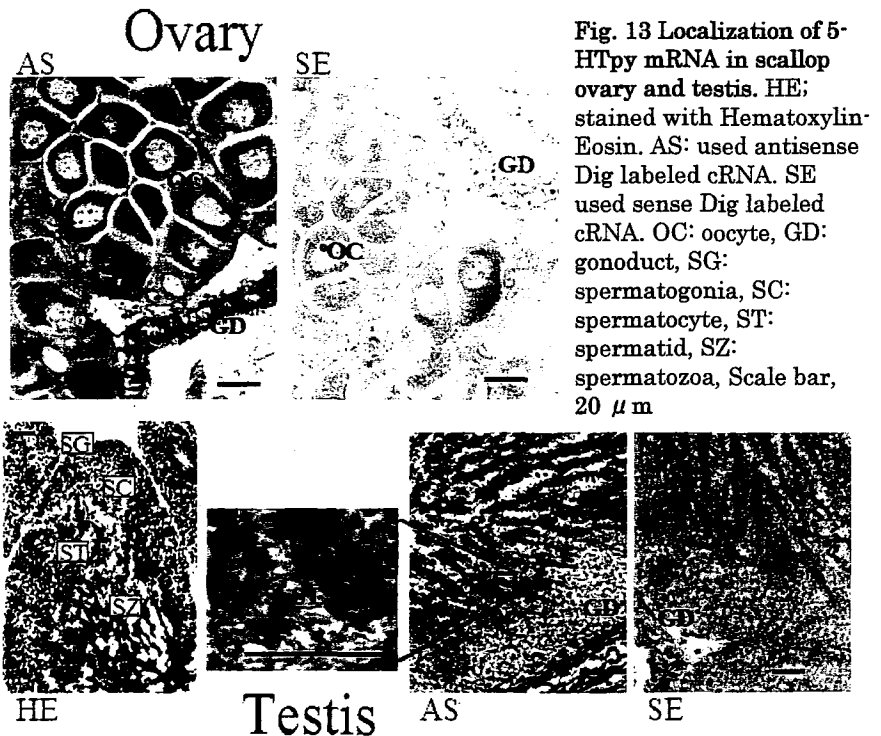 Ovary
AS
SE
GD
OC
GD
Fig. 13 Localization of 5-
HTpy mRNA in scallop
ovary and testis. HE;
stained with Hematoxylin-
Eosin. AS: used antisense
Dig labeled cRNA. SE
used sense Dig labeled
cRNA. OC: oocyte, GD:
gonoduct, SG:
spermatogonia, SC:
spermatocyte, ST:
spermatid, SZ:
spermatozoa, Scale bar,
20 μm
SG
SC
ST
SZ
GD
GD
HE
Testis
AS
SE